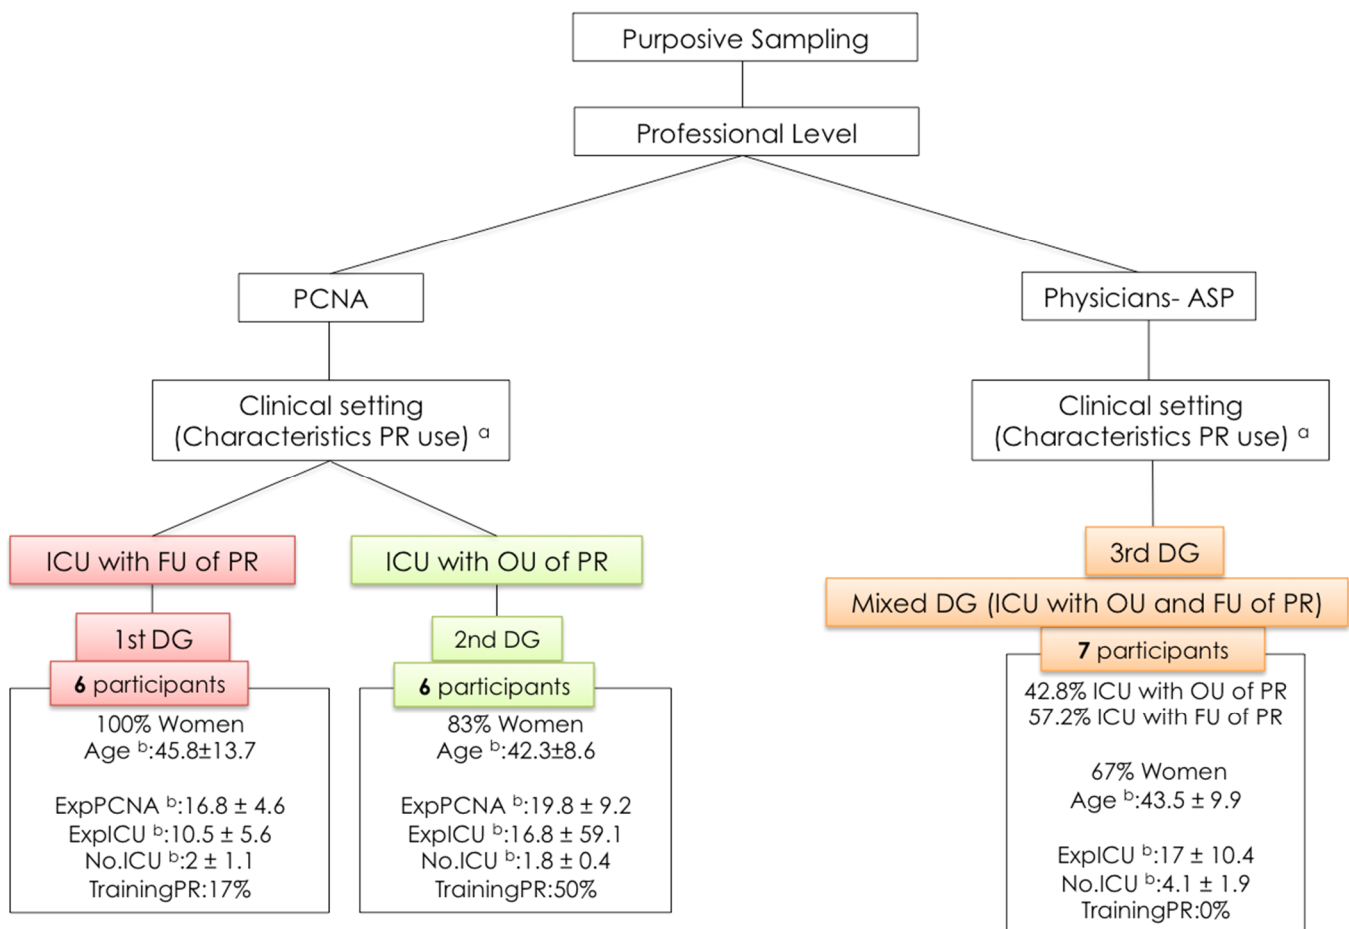 Purposive Sampling
Professional Level
PCNA
Physicians- ASP
Clinical setting
(Characteristics PR use) a
Clinical setting
(Characteristics PR use) a
ICU with FU of PR
ICU with OU of PR
1st DG
6 participants
100% Women
Age b:45.8±13.7
ExpPCNA b:16.8 ± 4.6
ExpICU b:10.5 ± 5.6
No.ICU b:2 ± 1.1
TrainingPR:17%
2nd DG
6 participants
83% Women
Age b:42.3±8.6
ExpPCNA b:19.8 ± 9.2
ExpICU b:16.8 ± 59.1
No.ICU b:1.8 ± 0.4
TrainingPR:50%
3rd DG
Mixed DG (ICU with OU and FU of PR)
7 participants
42.8% ICU with OU of PR
57.2% ICU with FU of PR
67% Women
Age b:43.5 ± 9.9
ExpICU b:17 ± 10.4
No.ICU b:4.1 ± 1.9
TrainingPR:0%